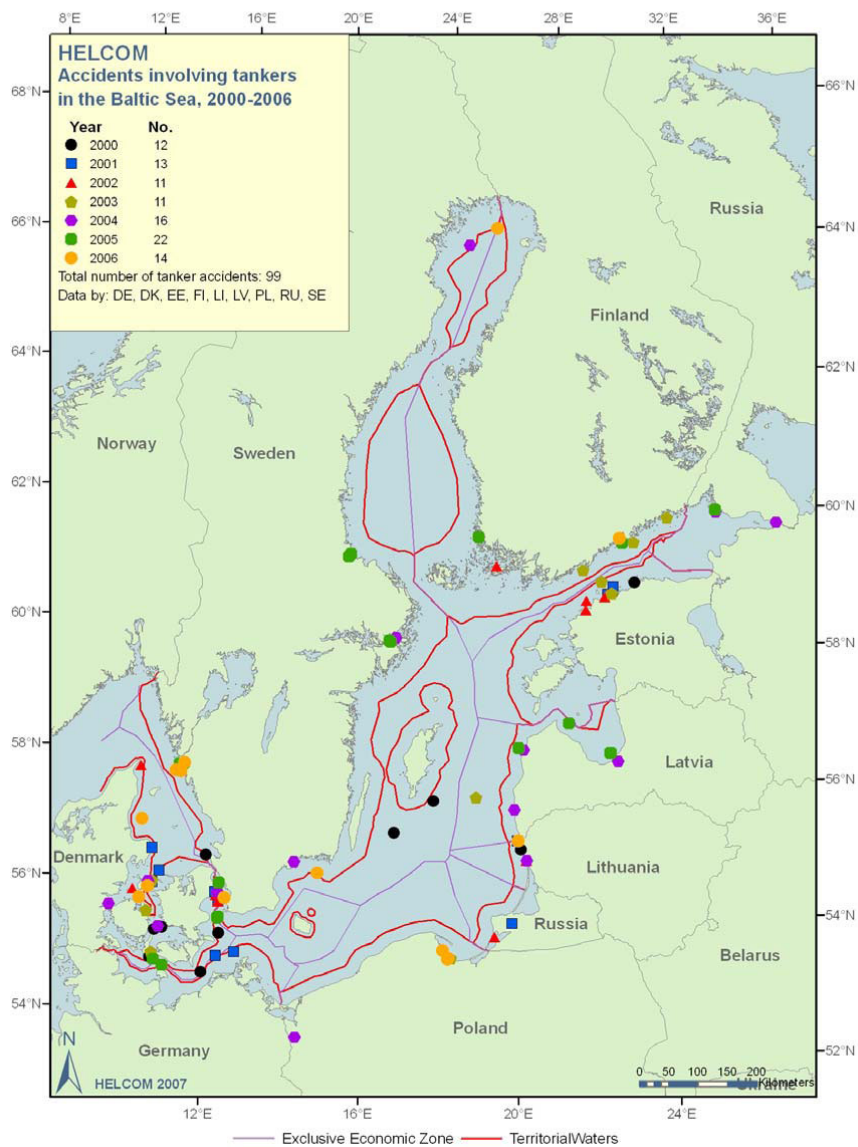 8°E 12°E 16°E 20°E 24°E 28°E 32°E 36°E
HELCOM
Accidents involving tankers
in the Baltic Sea, 2000-2006
Year No.
2000 12
2001 13
2002 11
2003 11
2004 16
2005 22
2006 14
Total number of tanker accidents: 99
Data by: DE, DK, EE, FI, LI, LV, PL, RU, SE
68°N
66°N
Russia
66°N
64°N
Finland
64°N
62°N
Norway
Sweden
62°N
60°N
60°N
Estonia
58°N
58°N
Latvia
56°N
Denmark
56°N
Lithuania
Russia
54°N
Belarus
54°N
Poland
Germany
52°N
N
HELCOM 2007
0 50 100 150 200 Kilometers
Ukraine
12°E 16°E 20°E 24°E
Exclusive Economic Zone TerritorialWaters